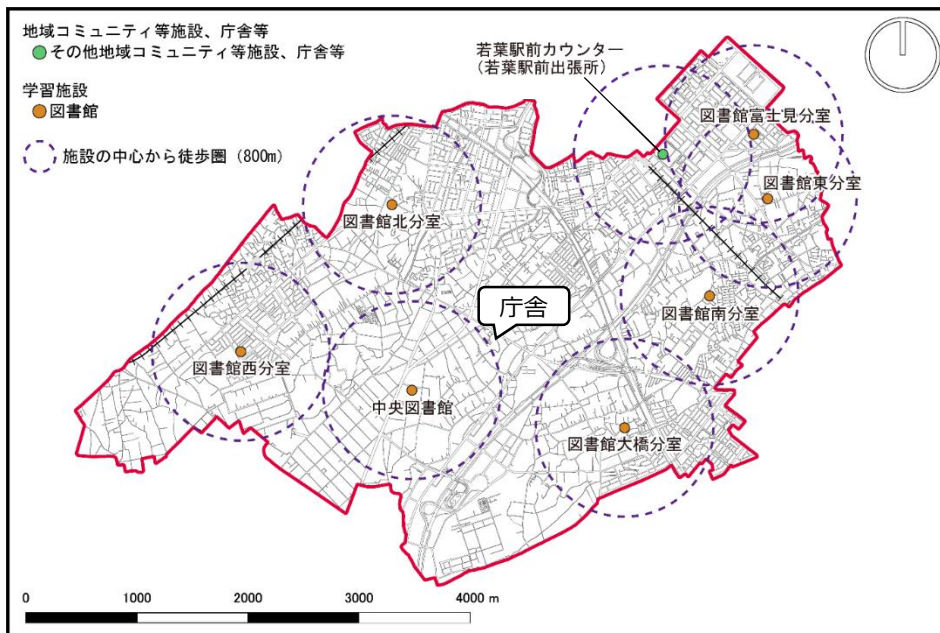 地域コミュニティ等施設、庁舎等
その他地域コミュニティ等施設、庁舎等
学習施設
図書館
施設の中心から徒歩圏（800m）
若葉駅前カウンター
（若葉駅前出張所）
図書館富士見分室
図書館東分室
図書館北分室
庁舎
図書館南分室
図書館西分室
中央図書館
図書館大橋分室
0 1000 2000 3000 4000 m